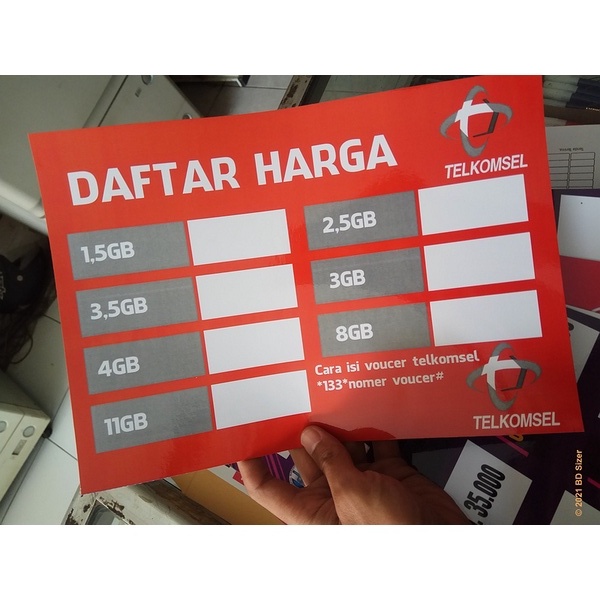 DAFTAR HARGA
TELKOMSEL
1,5GB
3,5GB
4GB
11GB
2,5GB
3GB
8GB
Cara isi voucer telkomsel
*133*nomer voucer#
TELKOMSEL
35.000
© 2021 BD Sizer